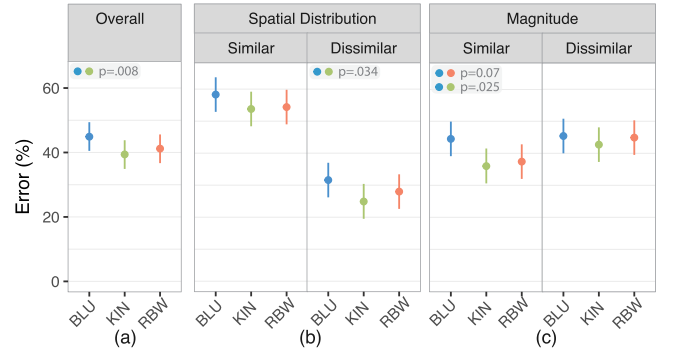 Overall
Spatial Distribution
Magnitude
Similar
Dissimilar
Similar
Dissimilar
p=.008
p=.034
p=0.07
p=.025
Error (%)
60
40
20
0
BLU
KIN
RBW
BLU
KIN
RBW
BLU
KIN
RBW
BLU
KIN
RBW
BLU
KIN
RBW
(a)
(b)
(c)